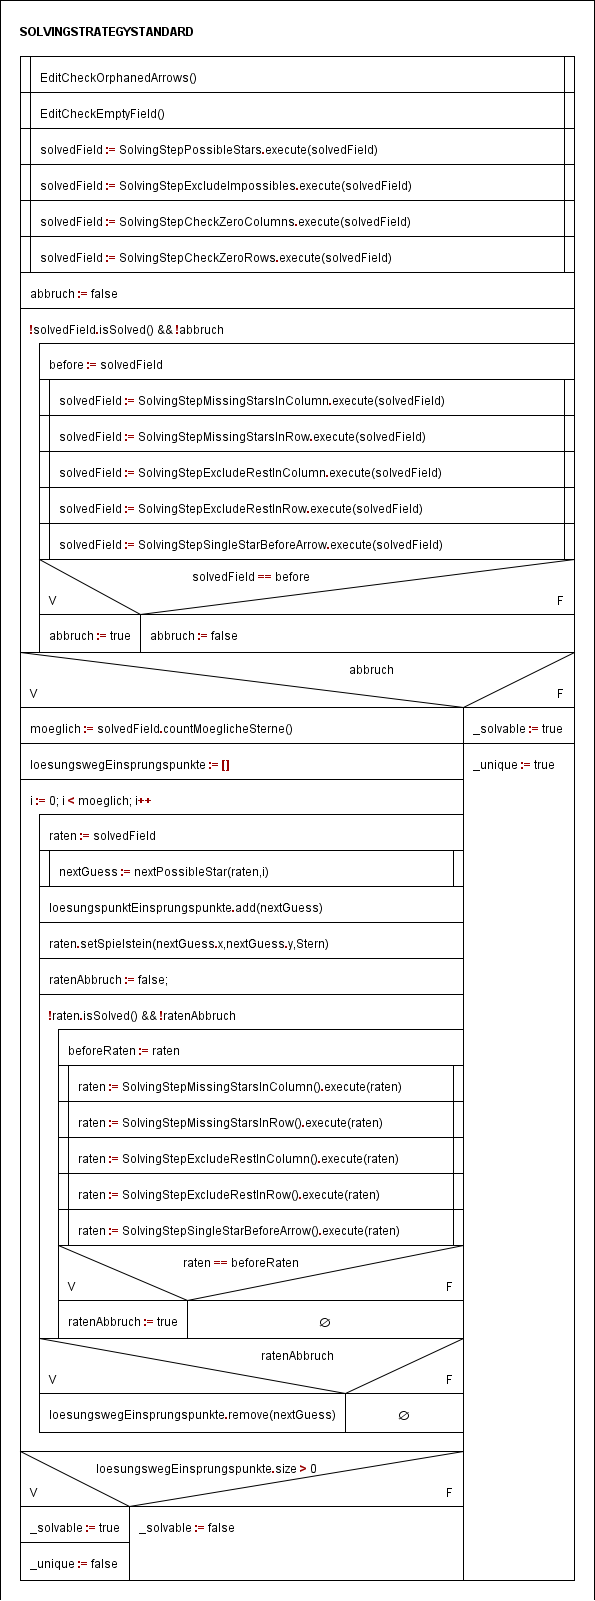 SOLVINGSTRATEGYSTANDARD
EditCheckOrphanedArrows()
EditCheckEmptyField()
solvedField := SolvingStepPossibleStars.execute(solvedField)
solvedField := SolvingStepExcludeImpossibles.execute(solvedField)
solvedField := SolvingStepCheckZeroColumns.execute(solvedField)
solvedField := SolvingStepCheckZeroRows.execute(solvedField)
abbruch := false
!solvedField.isSolved() && !abbruch
before := solvedField
solvedField := SolvingStepMissingStarsInColumn.execute(solvedField)
solvedField := SolvingStepMissingStarsInRow.execute(solvedField)
solvedField := SolvingStepExcludeRestInColumn.execute(solvedField)
solvedField := SolvingStepExcludeRestInRow.execute(solvedField)
solvedField := SolvingStepSingleStarBeforeArrow.execute(solvedField)
solvedField == before
V F
abbruch := true abbruch := false
abbruch
V F
moeglich := solvedField.countMoeglicheSterne() _solvable := true
loesungswegEinsprungspunkte := [] _unique := true
i := 0; i < moeglich; i++
raten := solvedField
nextGuess := nextPossibleStar(raten,i)
loesungspunktEinsprungspunkte.add(nextGuess)
raten.setSpielstein(nextGuess.x,nextGuess.y,Stern)
ratenAbbruch := false;
!raten.isSolved() && !ratenAbbruch
beforeRaten := raten
raten := SolvingStepMissingStarsInColumn().execute(raten)
raten := SolvingStepMissingStarsInRow().execute(raten)
raten := SolvingStepExcludeRestInColumn().execute(raten)
raten := SolvingStepExcludeRestInRow().execute(raten)
raten := SolvingStepSingleStarBeforeArrow().execute(raten)
raten == beforeRaten
V F
ratenAbbruch := true ∅
ratenAbbruch
V F
loesungswegEinsprungspunkte.remove(nextGuess) ∅
loesungswegEinsprungspunkte.size > 0
V F
_solvable := true _solvable := false
_unique := false